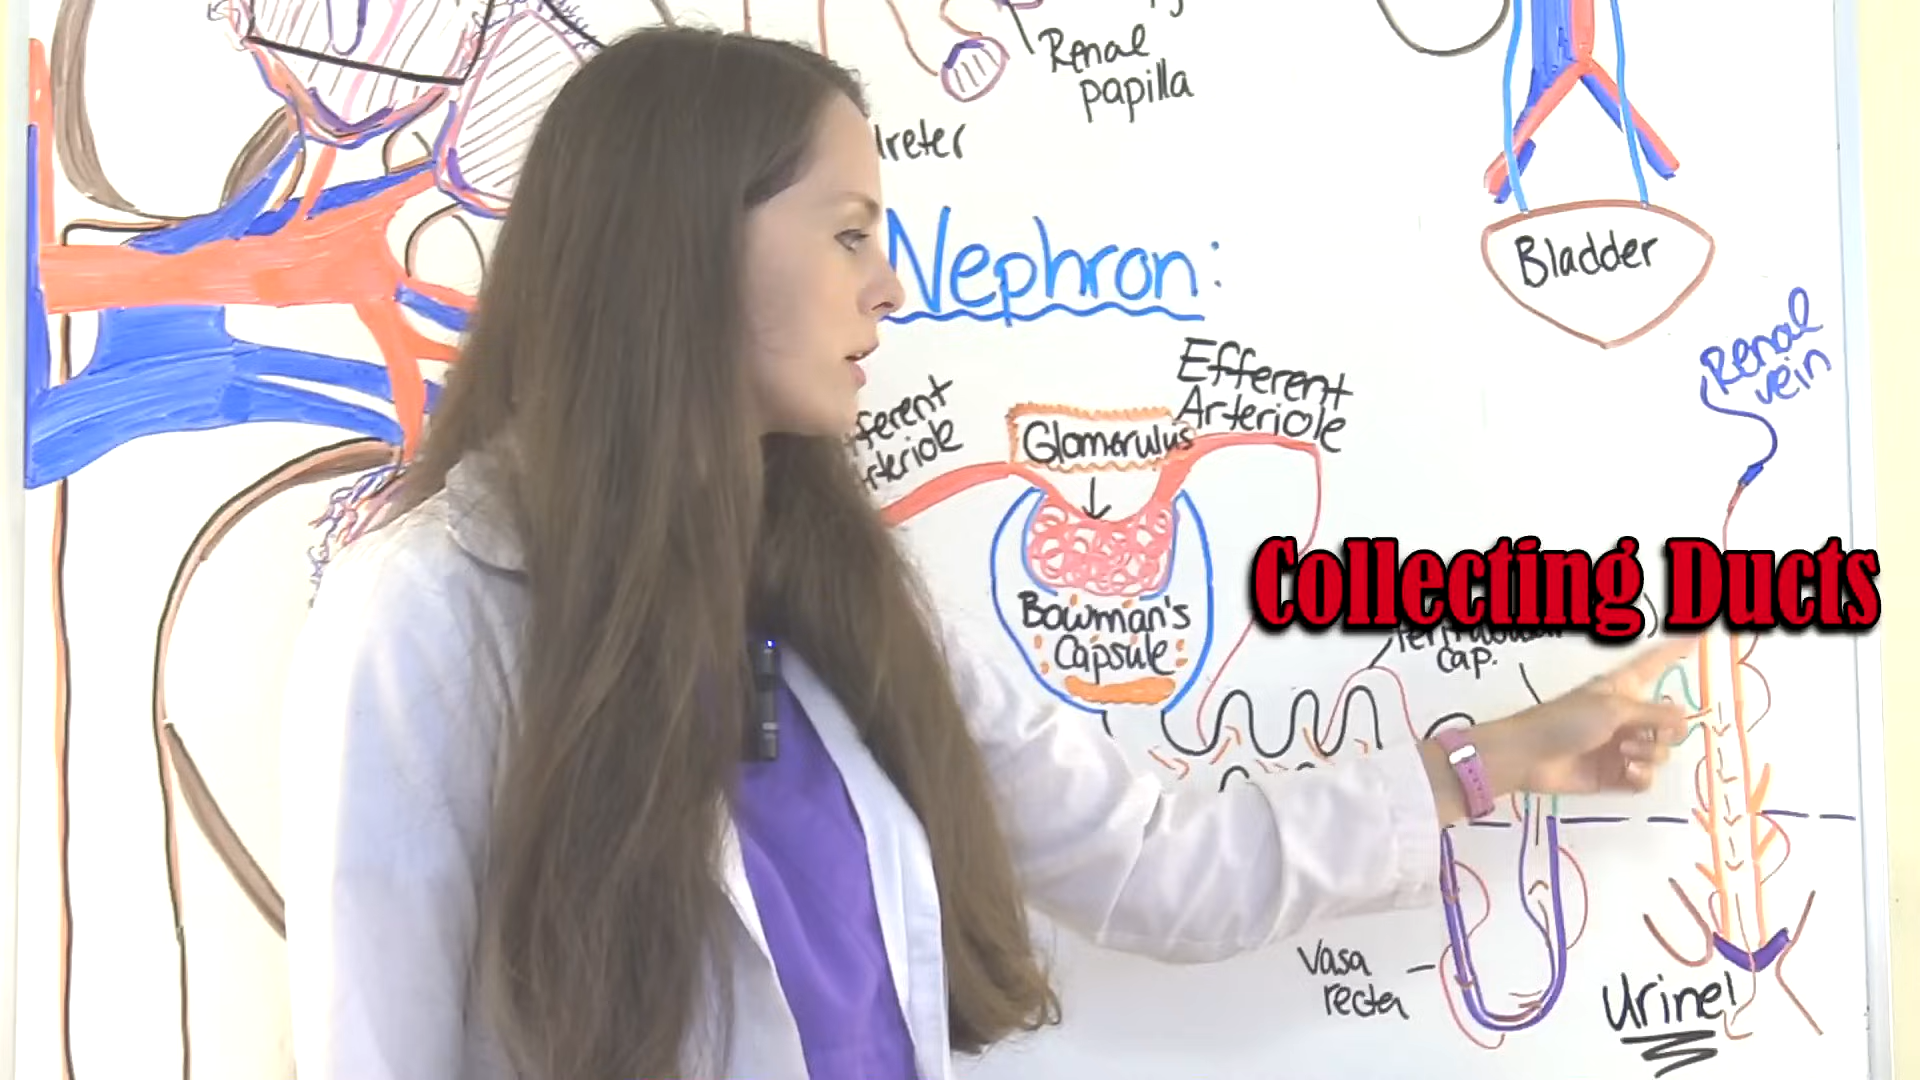 Renal
papilla
ureter
Nephron:
Bladder
Renal
vein
Efferent
Arteriole
fferent
rteriole
Glomerulus
Bowman's
Capsule
Collecting Ducts
cap.
Vasa
recta
Urine!